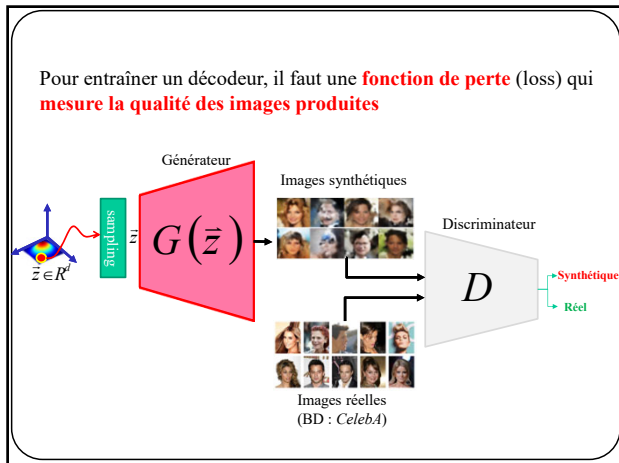 Pour entraîner un décodeur, il faut une fonction de perte (loss) qui
mesure la qualité des images produites
Générateur
Images synthétiques
Discriminateur
sampling
z⃗
G(z⃗)
z⃗ ∈ R^d
D
Synthétique
Réel
Images réelles
(BD : CelebA)